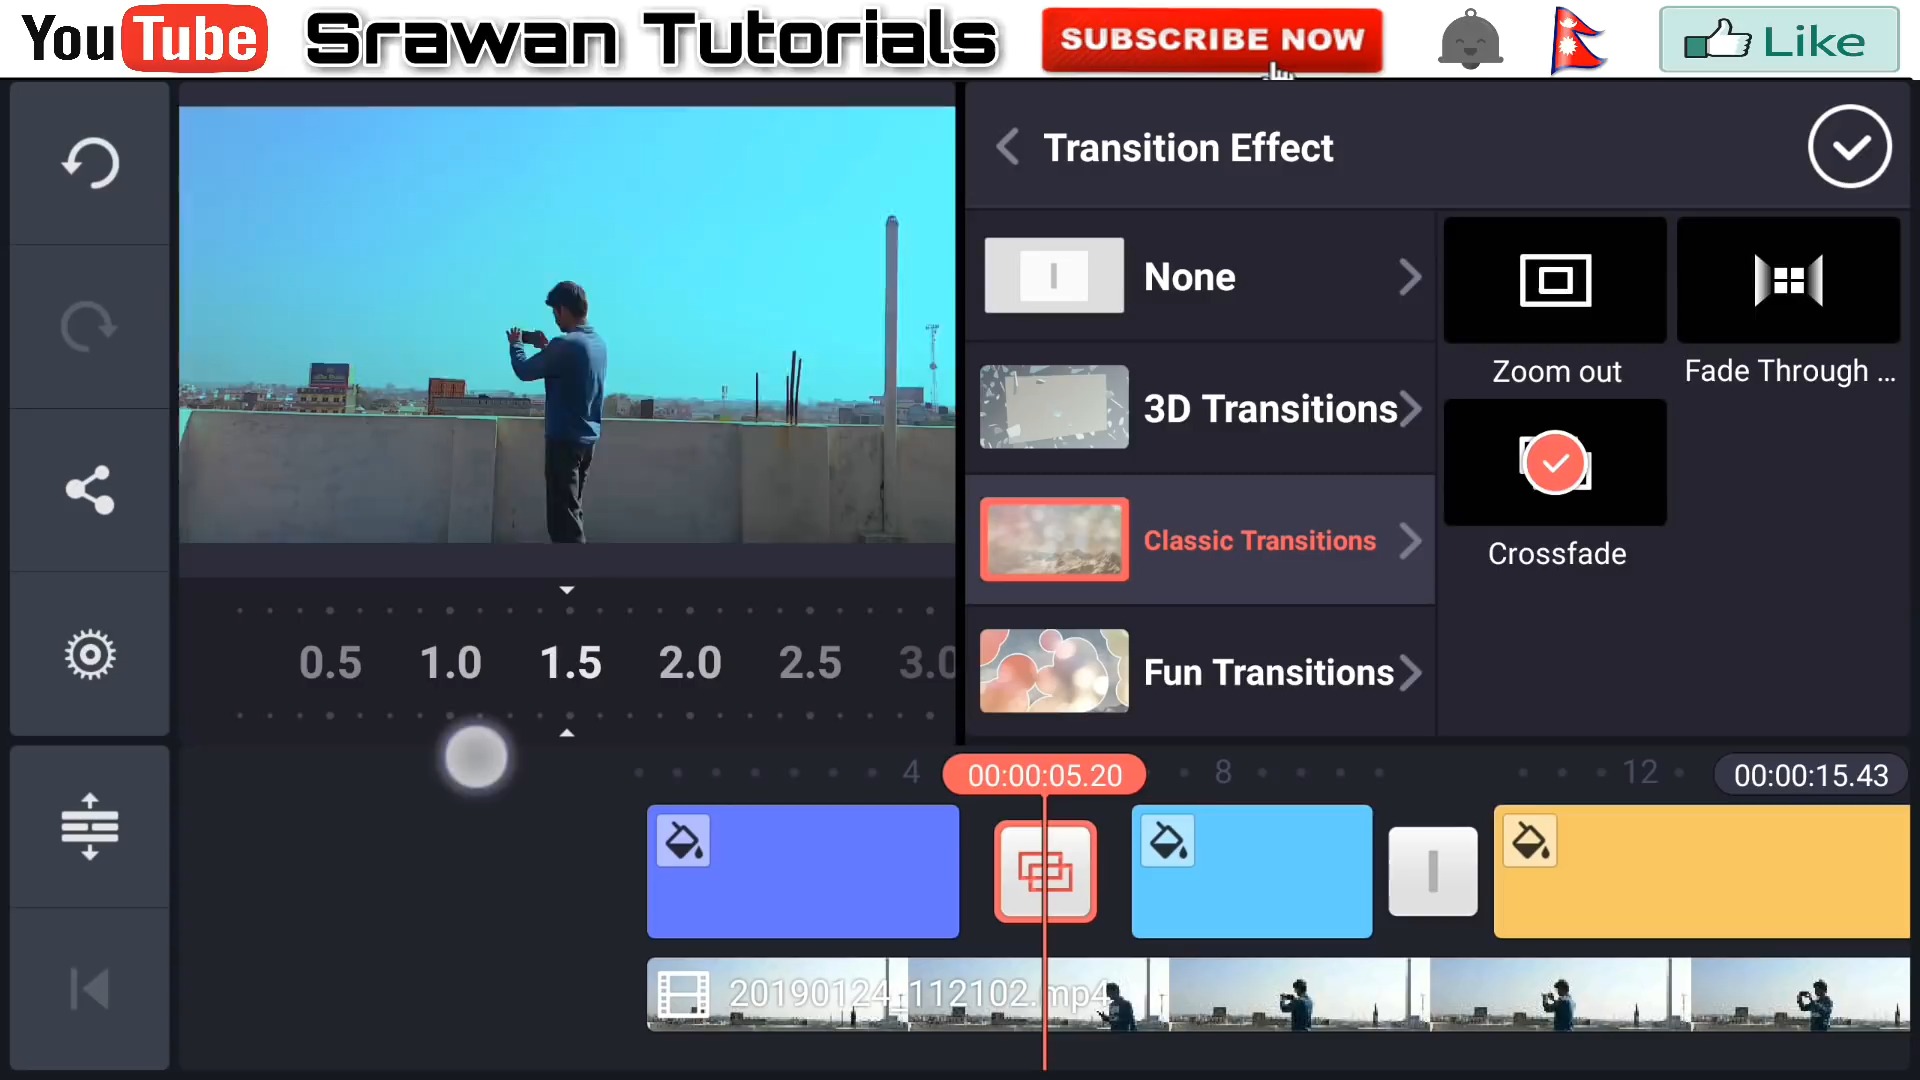 YouTube Srawan Tutorials SUBSCRIBE NOW Like
Transition Effect
None
3D Transitions
Classic Transitions
Fun Transitions
Zoom out
Fade Through ...
Crossfade
0.5 1.0 1.5 2.0 2.5 3.0
4 00:00:05.20 8 12 00:00:15.43
20190124_112102.mp4